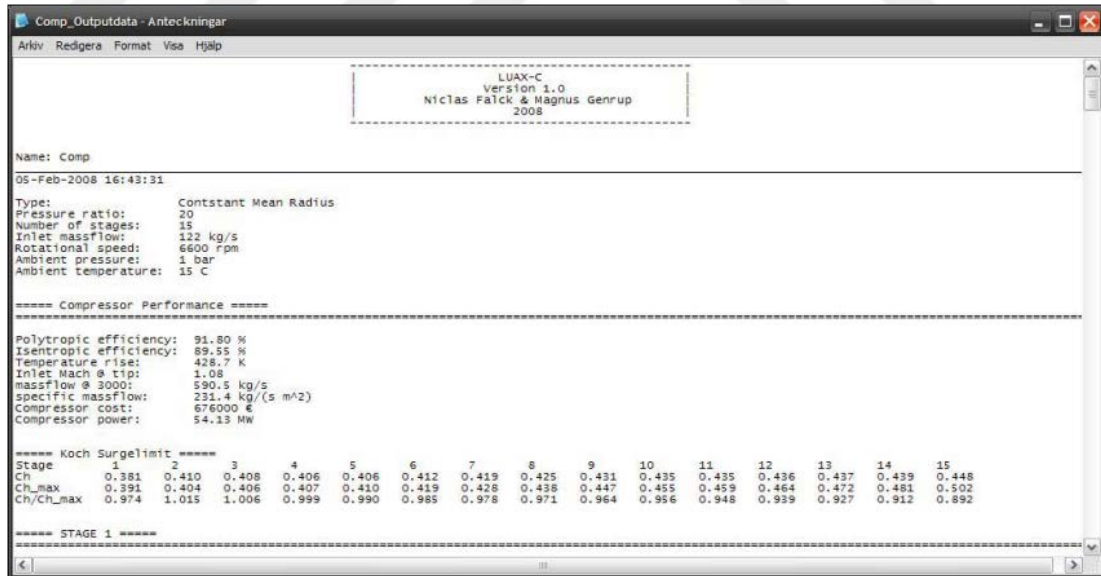 Comp_Outputdata - Anteckningar
Arkiv Redigera Format Visa Hjälp
LUAX-C
Version 1.0
Niclas Falck & Magnus Genrup
2008
Name: Comp
05-Feb-2008 16:43:31
Type: Contstant Mean Radius
Pressure ratio: 20
Number of stages: 15
Inlet massflow: 122 kg/s
Rotational speed: 6600 rpm
Ambient pressure: 1 bar
Ambient temperature: 15 C
===== Compressor Performance =====
Polytropic efficiency: 91.80 %
Isentropic efficiency: 89.55 %
Temperature rise: 428.7 K
Inlet Mach @ tip: 1.08
massflow @ 3000: 590.5 kg/s
specific massflow: 231.4 kg/(s m^2)
Compressor cost: 676000 €
Compressor power: 54.13 MW
===== Koch Surgelimit =====
Stage 1 2 3 4 5 6 7 8 9 10 11 12 13 14 15
Ch 0.381 0.410 0.408 0.406 0.406 0.412 0.419 0.425 0.431 0.435 0.435 0.436 0.437 0.439 0.448
Ch_max 0.391 0.404 0.406 0.407 0.410 0.419 0.428 0.438 0.447 0.455 0.459 0.464 0.472 0.481 0.502
Ch/Ch_max 0.974 1.015 1.006 0.999 0.990 0.985 0.978 0.971 0.964 0.956 0.948 0.939 0.927 0.912 0.892
===== STAGE 1 =====